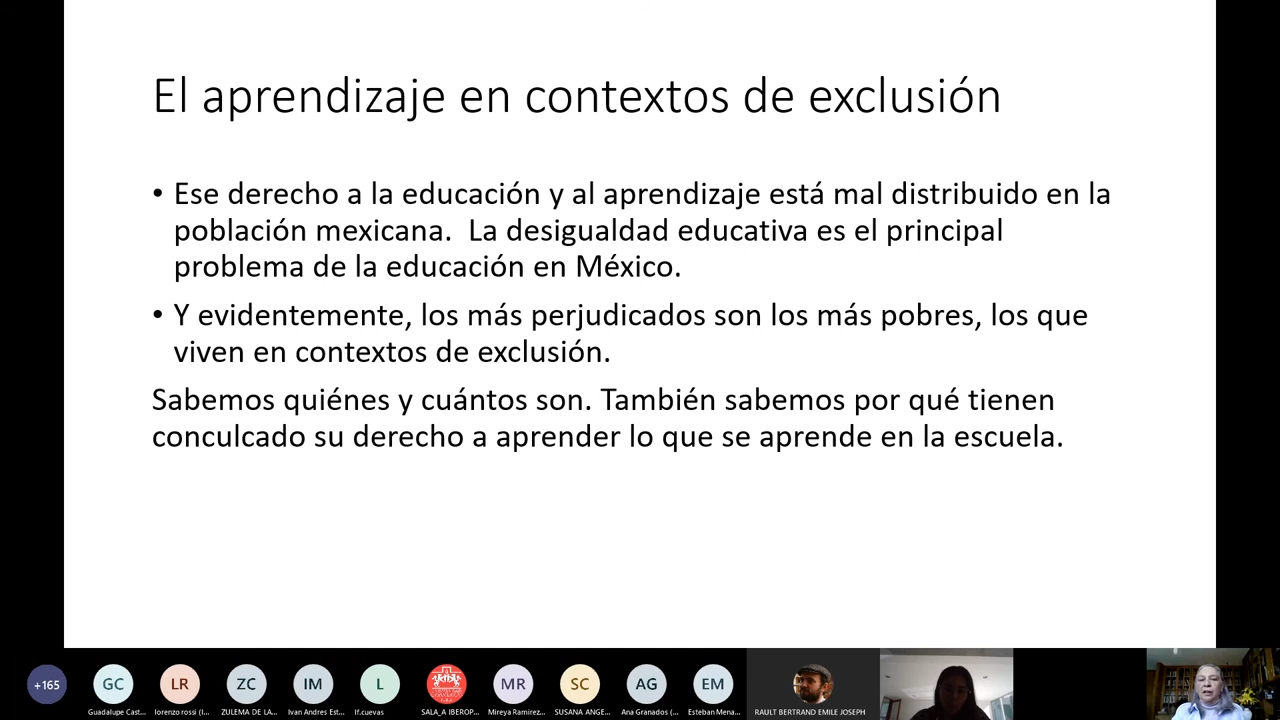 El aprendizaje en contextos de exclusión
• Ese derecho a la educación y al aprendizaje está mal distribuido en la
población mexicana.  La desigualdad educativa es el principal
problema de la educación en México.
• Y evidentemente, los más perjudicados son los más pobres, los que
viven en contextos de exclusión.
Sabemos quiénes y cuántos son. También sabemos por qué tienen
conculcado su derecho a aprender lo que se aprende en la escuela.
+165 GC LR ZC IM L MR SC AG EM
Guadalupe Cast... lorenzo rossi (I... ZULEMA DE LA... Ivan Andres Est... lf.cuevas SALA_A IBEROP... Mireya Ramirez... SUSANA ANGE... Ana Granados (... Esteban Mena... RAULT BERTRAND EMILE JOSEPH